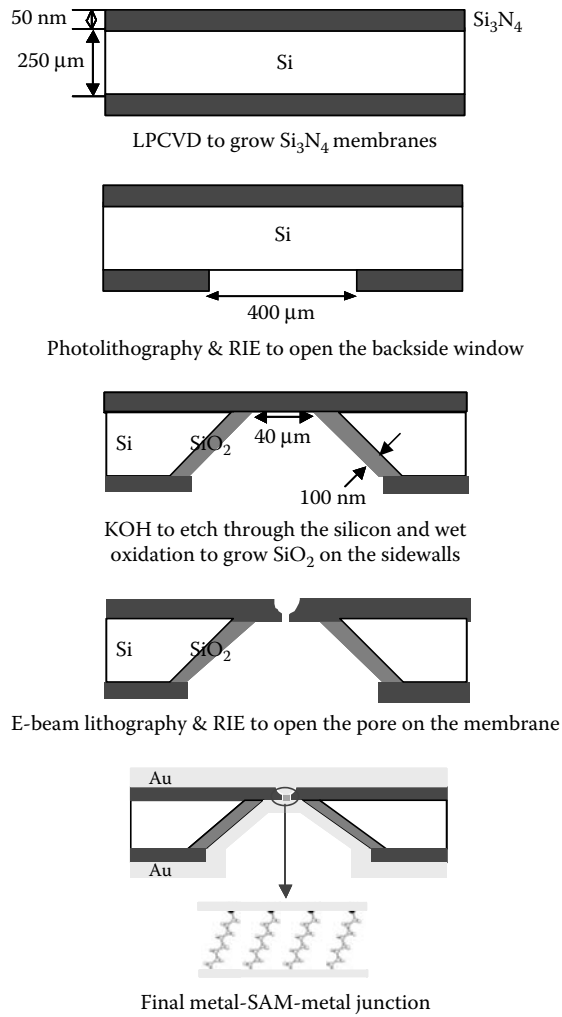 50 nm
Si₃N₄
250 μm
Si
LPCVD to grow Si₃N₄ membranes
Si
400 μm
Photolithography & RIE to open the backside window
Si
SiO₂
40 μm
100 nm
KOH to etch through the silicon and wet
oxidation to grow SiO₂ on the sidewalls
Si
SiO₂
E-beam lithography & RIE to open the pore on the membrane
Au
Au
Final metal-SAM-metal junction